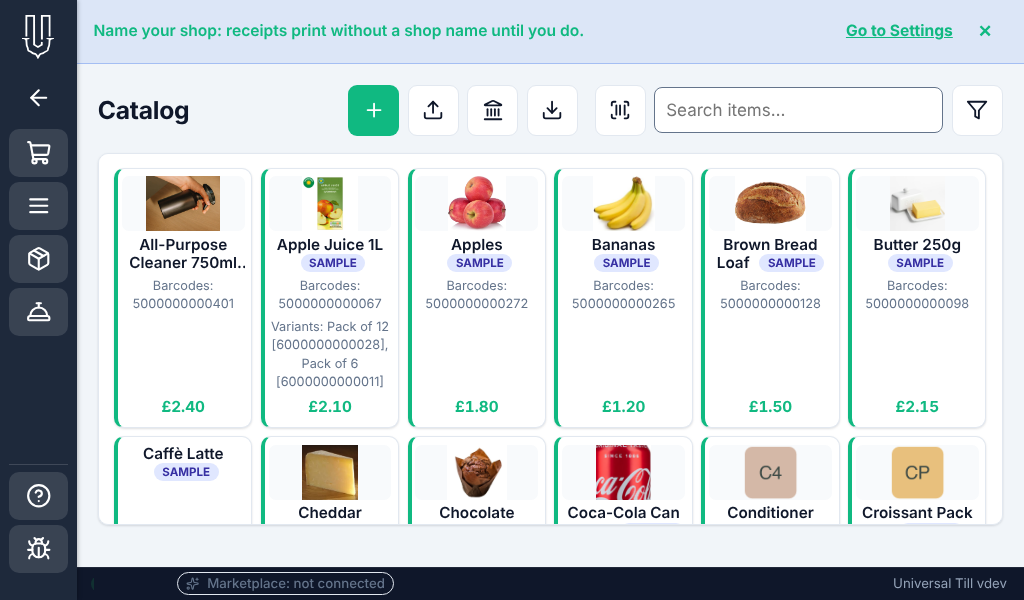 Name your shop: receipts print without a shop name until you do.
Go to Settings
Catalog
Search items...
All-Purpose
Cleaner 750ml..
Barcodes:
5000000000401
£2.40
Apple Juice 1L
SAMPLE
Barcodes:
5000000000067
Variants: Pack of 12
[6000000000028],
Pack of 6
[6000000000011]
£2.10
Apples
SAMPLE
Barcodes:
5000000000272
£1.80
Bananas
SAMPLE
Barcodes:
5000000000265
£1.20
Brown Bread
Loaf SAMPLE
Barcodes:
5000000000128
£1.50
Butter 250g
SAMPLE
Barcodes:
5000000000098
£2.15
Caffè Latte
SAMPLE
Cheddar
Chocolate
SINCE 1886
Coca-Cola
Coca-Cola Can
C4
Conditioner
CP
Croissant Pack
Marketplace: not connected
Universal Till vdev